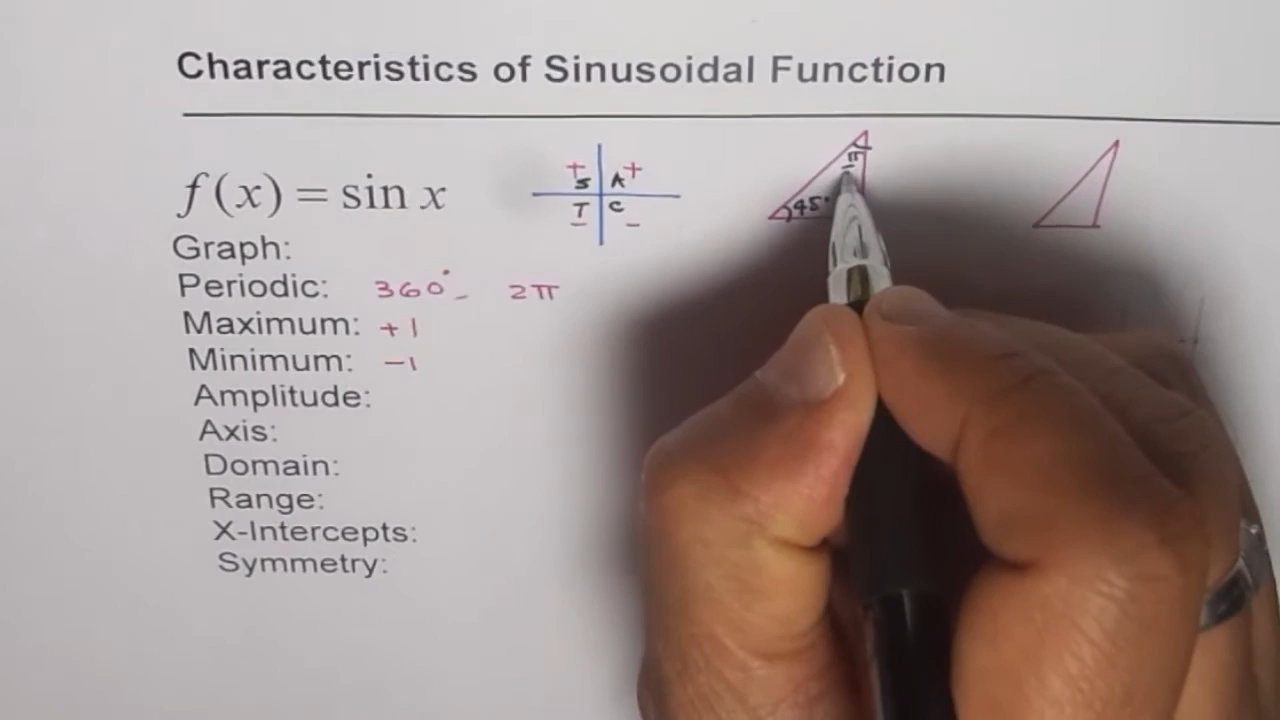 Characteristics of Sinusoidal Function
f(x) = sin x
+ S A +
T C
− −
45°
Graph:
Periodic: 360° - 2π
Maximum: +1
Minimum: −1
Amplitude:
Axis:
Domain:
Range:
X-Intercepts:
Symmetry: